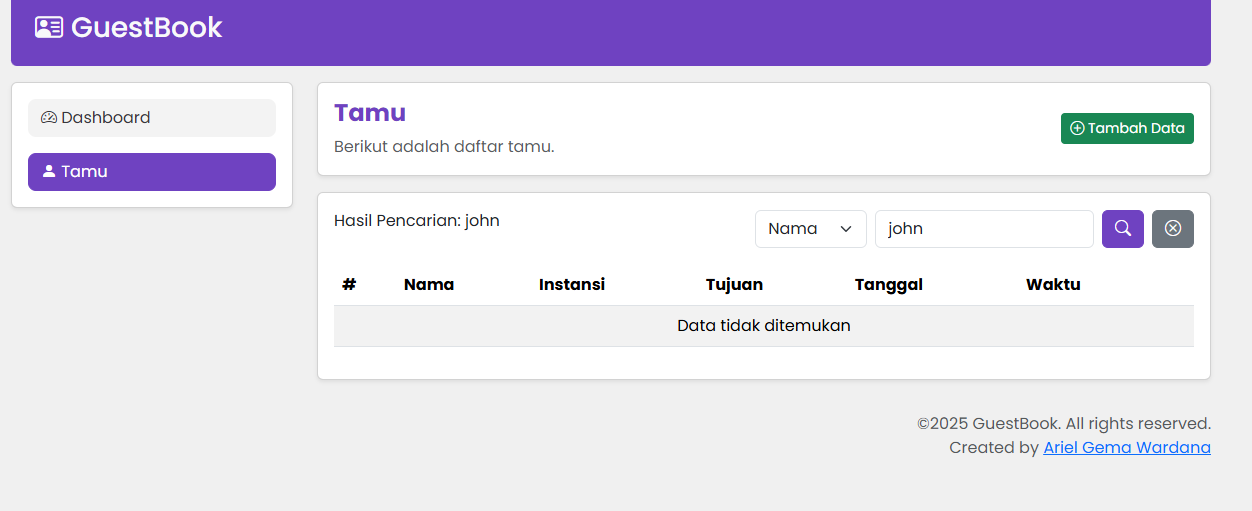 GuestBook
Dashboard
Tamu
Tamu
Berikut adalah daftar tamu.
Tambah Data
Hasil Pencarian: john
Nama
john
# Nama Instansi Tujuan Tanggal Waktu
Data tidak ditemukan
©2025 GuestBook. All rights reserved.
Created by Ariel Gema Wardana